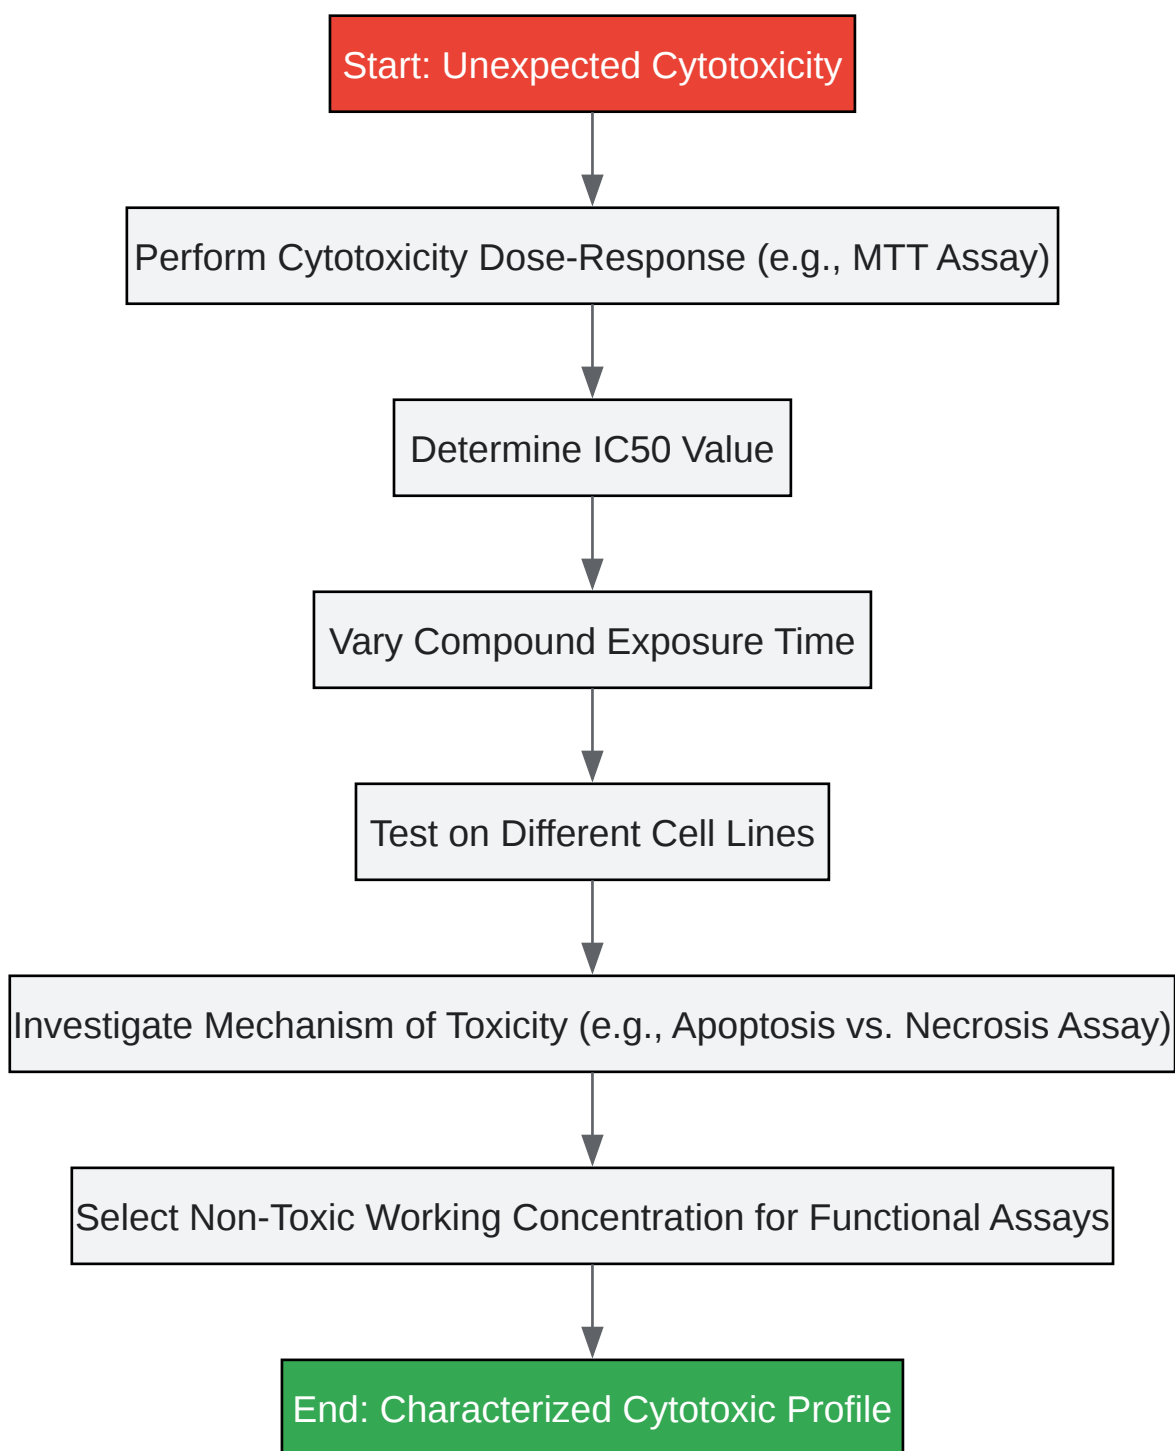 Start: Unexpected Cytotoxicity
Perform Cytotoxicity Dose-Response (e.g., MTT Assay)
Determine IC50 Value
Vary Compound Exposure Time
Test on Different Cell Lines
Investigate Mechanism of Toxicity (e.g., Apoptosis vs. Necrosis Assay)
Select Non-Toxic Working Concentration for Functional Assays
End: Characterized Cytotoxic Profile